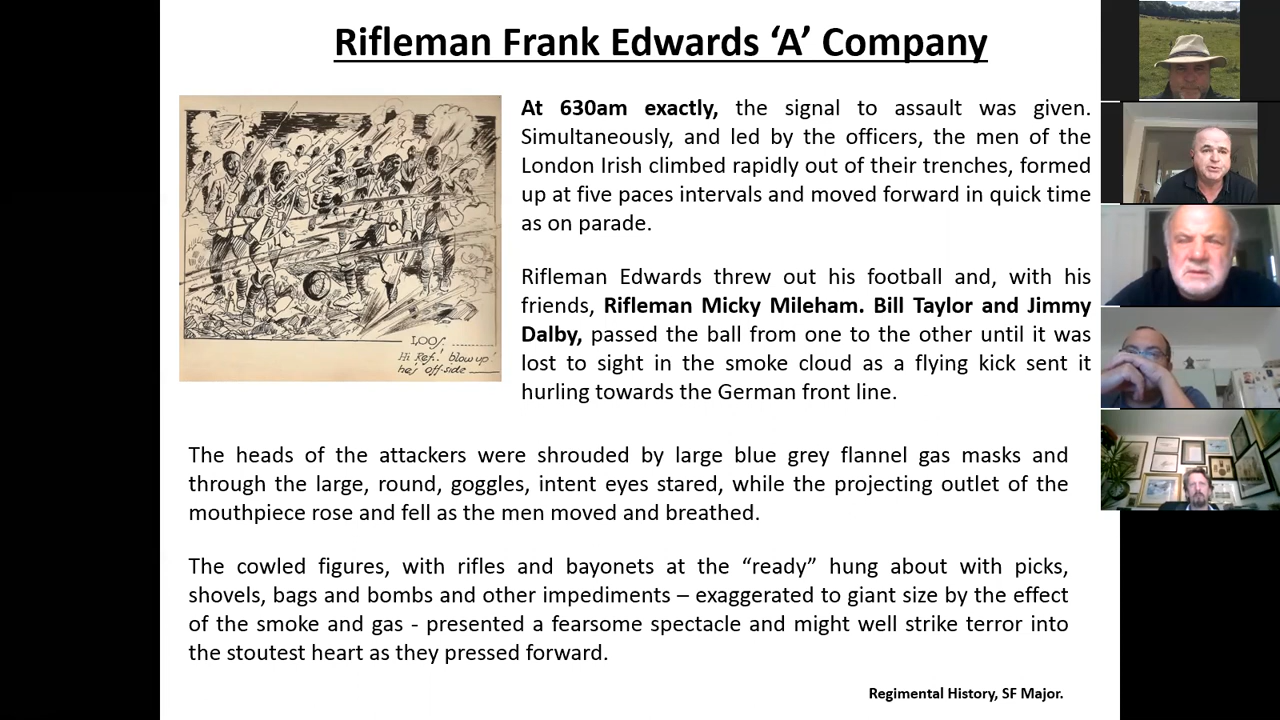 Rifleman Frank Edwards ‘A’ Company
At 630am exactly, the signal to assault was given.
Simultaneously, and led by the officers, the men of the
London Irish climbed rapidly out of their trenches, formed
up at five paces intervals and moved forward in quick time
as on parade.
Rifleman Edwards threw out his football and, with his
friends, Rifleman Micky Mileham. Bill Taylor and Jimmy
Dalby, passed the ball from one to the other until it was
lost to sight in the smoke cloud as a flying kick sent it
hurling towards the German front line.
LOOS.
Hi Ref! blow up!
he's off-side
The heads of the attackers were shrouded by large blue grey flannel gas masks and
through the large, round, goggles, intent eyes stared, while the projecting outlet of the
mouthpiece rose and fell as the men moved and breathed.
The cowled figures, with rifles and bayonets at the “ready” hung about with picks,
shovels, bags and bombs and other impediments – exaggerated to giant size by the effect
of the smoke and gas - presented a fearsome spectacle and might well strike terror into
the stoutest heart as they pressed forward.
Regimental History, SF Major.